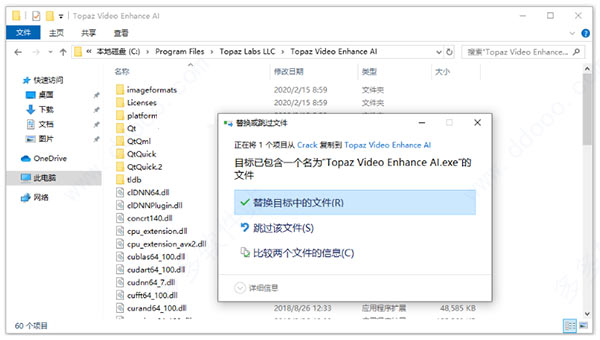 Topaz Video Enhance AI
文件 主页 共享 查看
本地磁盘 (C:) Program Files Topaz Labs LLC Topaz Video Enhance AI
搜索"Topaz Video Enhance...
名称 修改日期 类型 大小
快速访问
桌面
下载
文档
图片
OneDrive
此电脑
网络
imageformats 2020/2/15 8:59 文件夹
Licenses 2020/2/15 8:59 文件夹
platform 2020/2/15 8:59 文件夹
Qt
QtQml
QtQuick
QtQuick.2
tldb
clDNN64.dll
clDNNPlugin.dll
concrt140.dll
cpu_extension.dll
cpu_extension_avx2.dll
cublas64_100.dll
cudart64_100.dll
cudnn64_7.dll
cufft64_100.dll
curand64_100.dll 2018/8/26 12:33 应用程序扩展 48,585 KB
替换或跳过文件
正在将 1 个项目从 Crack 复制到 Topaz Video Enhance AI
目标已包含一个名为"Topaz Video Enhance AI.exe"的
文件
替换目标中的文件(R)
跳过该文件(S)
比较两个文件的信息(C)
详细信息
60 个项目